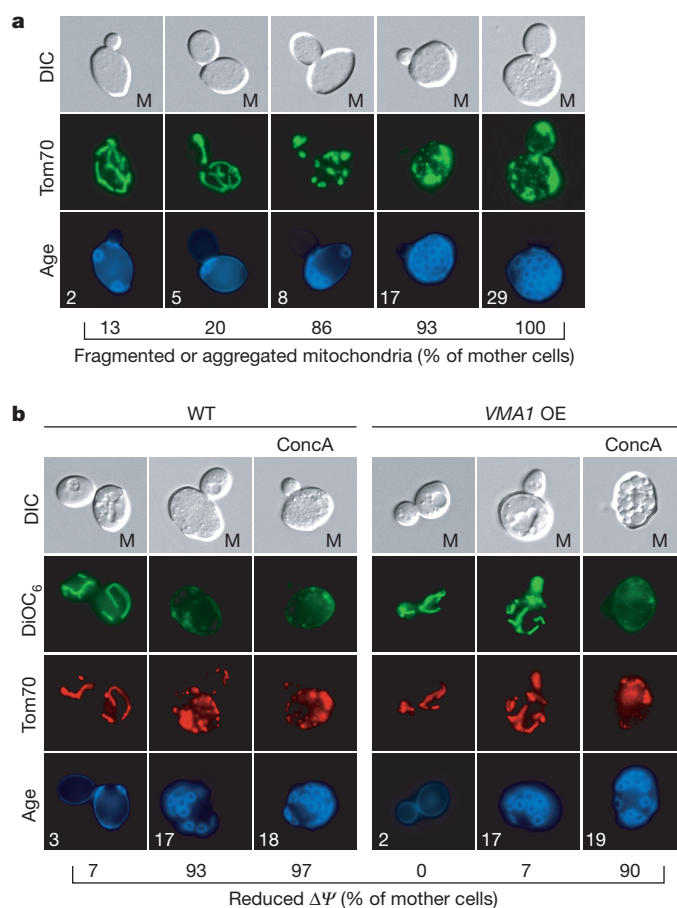 a
DIC
M M M M M
Tom70
Age
2 5 8 17 29
13 20 86 93 100
Fragmented or aggregated mitochondria (% of mother cells)
b
WT VMA1 OE
ConcA ConcA
DIC
M M M M M M
DiOC6
Tom70
Age
3 17 18 2 17 19
7 93 97 0 7 90
Reduced ΔΨ (% of mother cells)